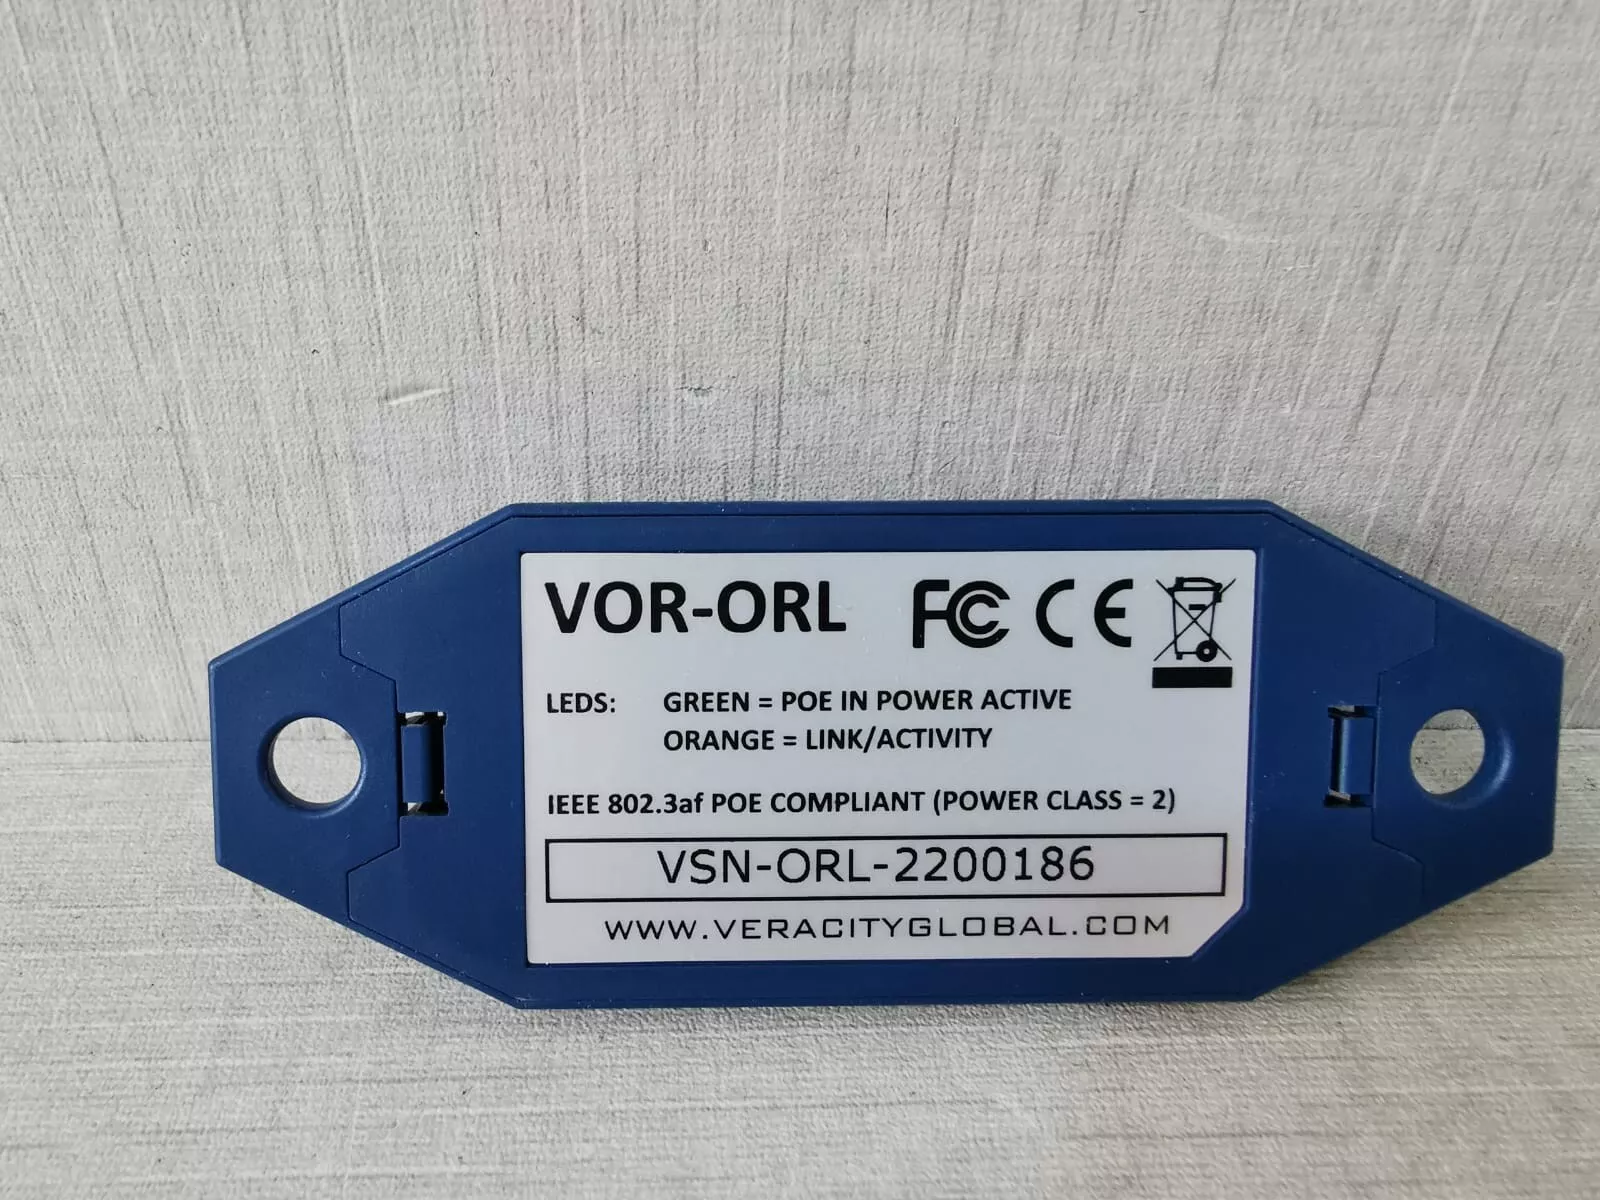 VOR-ORL FC CE
LEDS: GREEN = POE IN POWER ACTIVE
ORANGE = LINK/ACTIVITY
IEEE 802.3af POE COMPLIANT (POWER CLASS = 2)
VSN-ORL-2200186
WWW.VERACITYGLOBAL.COM